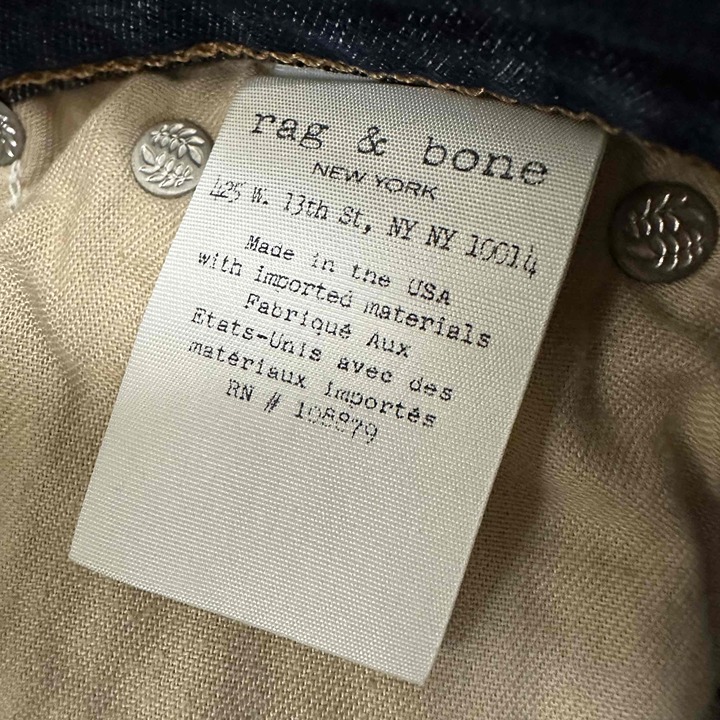 rag & bone
NEW YORK
425 W. 13th St, NY NY 10014
Made in the USA
with imported materials
Fabriqué Aux
Etats-Unis avec des
matériaux importés
RN # 108879